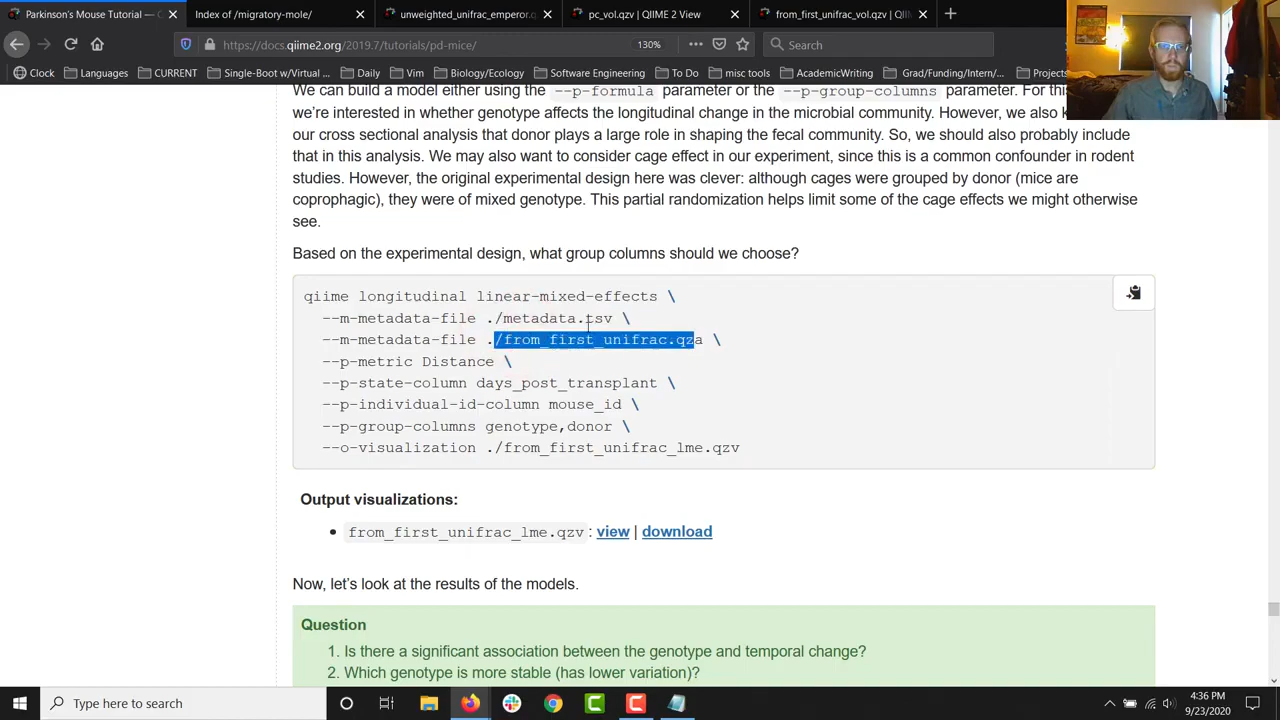 Parkinson's Mouse Tutorial — C
Index of /migratory-mole/
unweighted_unifrac_emperor.q
pc_vol.qzv | QIIME 2 View
from_first_unifrac_vol.qzv | QIIM
https://docs.qiime2.org/2019.7/tutorials/pd-mice/
130%
Search
Clock Languages CURRENT Single-Boot w/Virtual ... Daily Vim Biology/Ecology Software Engineering To Do misc tools AcademicWriting Grad/Funding/Intern/... Projects
We can build a model either using the --p-formula parameter or the --p-group-columns parameter. For this
we're interested in whether genotype affects the longitudinal change in the microbial community. However, we also k
our cross sectional analysis that donor plays a large role in shaping the fecal community. So, we should also probably include
that in this analysis. We may also want to consider cage effect in our experiment, since this is a common confounder in rodent
studies. However, the original experimental design here was clever: although cages were grouped by donor (mice are
coprophagic), they were of mixed genotype. This partial randomization helps limit some of the cage effects we might otherwise
see.
Based on the experimental design, what group columns should we choose?
qiime longitudinal linear-mixed-effects \
--m-metadata-file ./metadata.tsv \
--m-metadata-file ./from_first_unifrac.qza \
--p-metric Distance \
--p-state-column days_post_transplant \
--p-individual-id-column mouse_id \
--p-group-columns genotype,donor \
--o-visualization ./from_first_unifrac_lme.qzv
Output visualizations:
from_first_unifrac_lme.qzv: view | download
Now, let's look at the results of the models.
Question
1. Is there a significant association between the genotype and temporal change?
2. Which genotype is more stable (has lower variation)?
Type here to search
4:36 PM
9/23/2020